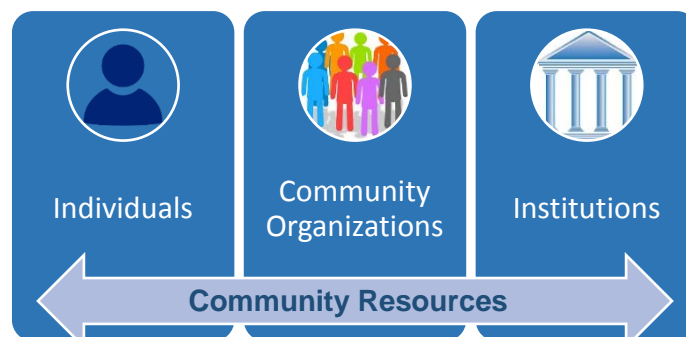 Individuals
Community
Organizations
Institutions
Community Resources